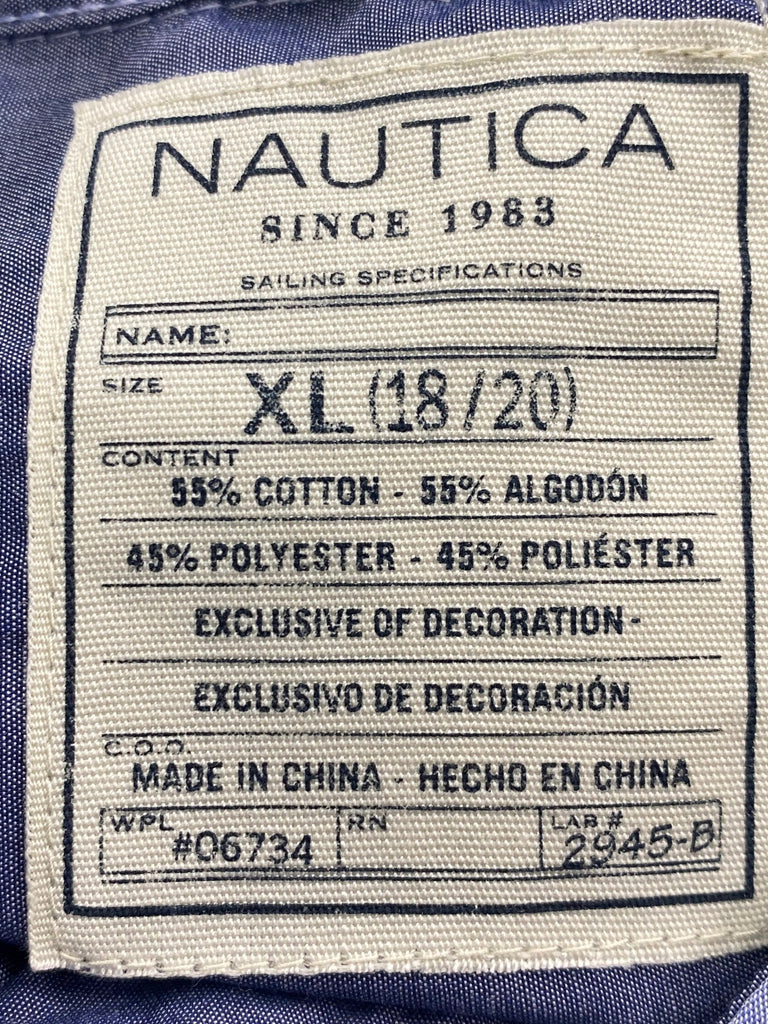 NAUTICA
SINCE 1983
SAILING SPECIFICATIONS
NAME:
SIZE XL (18/20)
CONTENT
55% COTTON - 55% ALGODÓN
45% POLYESTER - 45% POLIÉSTER
EXCLUSIVE OF DECORATION -
EXCLUSIVO DE DECORACIÓN
C.O.O.
MADE IN CHINA - HECHO EN CHINA
WPL RN LAB #
#06734 2945-B